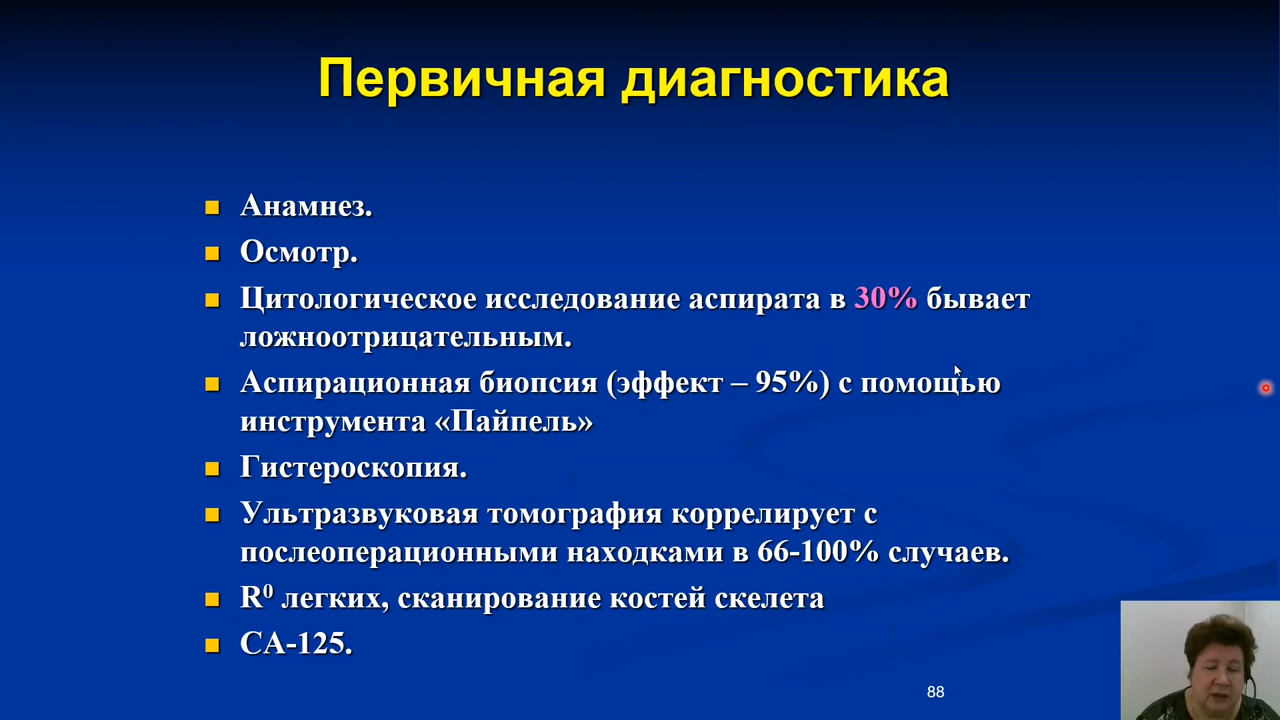 Первичная диагностика
Анамнез.
Осмотр.
Цитологическое исследование аспирата в 30% бывает
ложноотрицательным.
Аспирационная биопсия (эффект – 95%) с помощью
инструмента «Пайпель»
Гистероскопия.
Ультразвуковая томография коррелирует с
послеоперационными находками в 66-100% случаев.
R⁰ легких, сканирование костей скелета
СА-125.
88